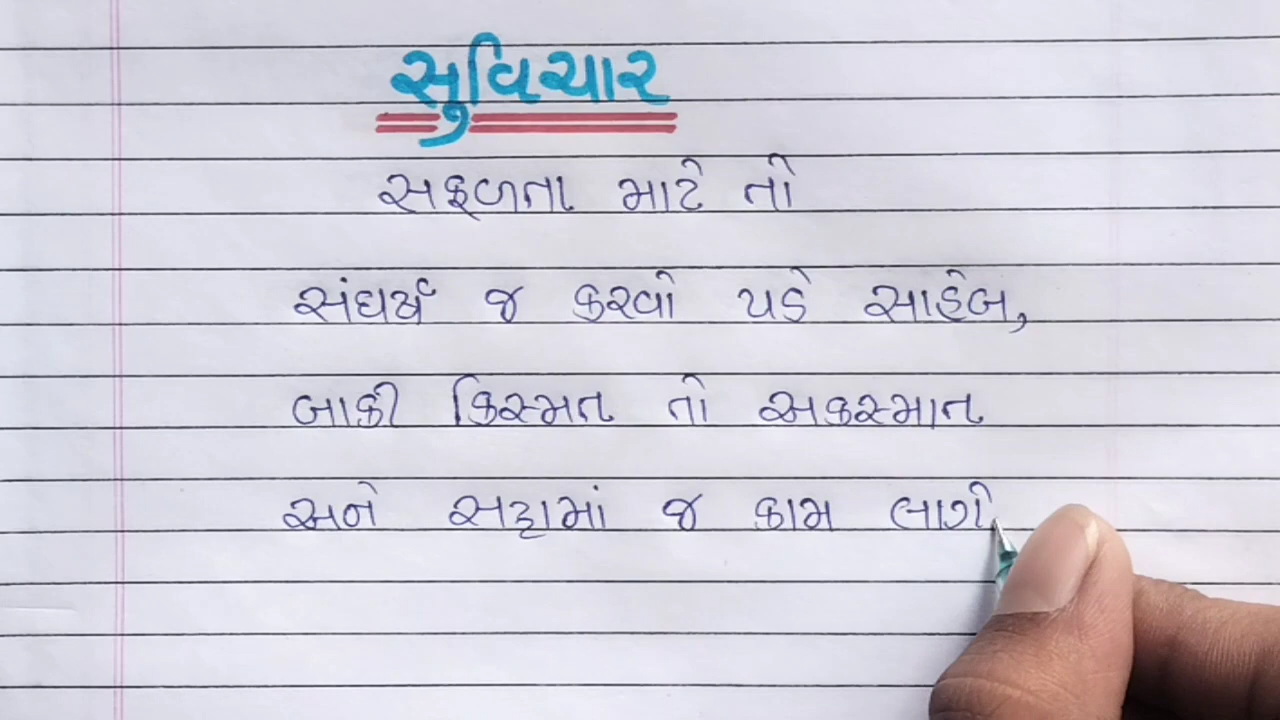 સુવિચાર
સફળતા માટે તો
સંઘર્ષ જ કરવો પડે સાહેબ,
બાકી કિસ્મત તો અકસ્માત
અને સટ્ટામાં જ કામ લાગે